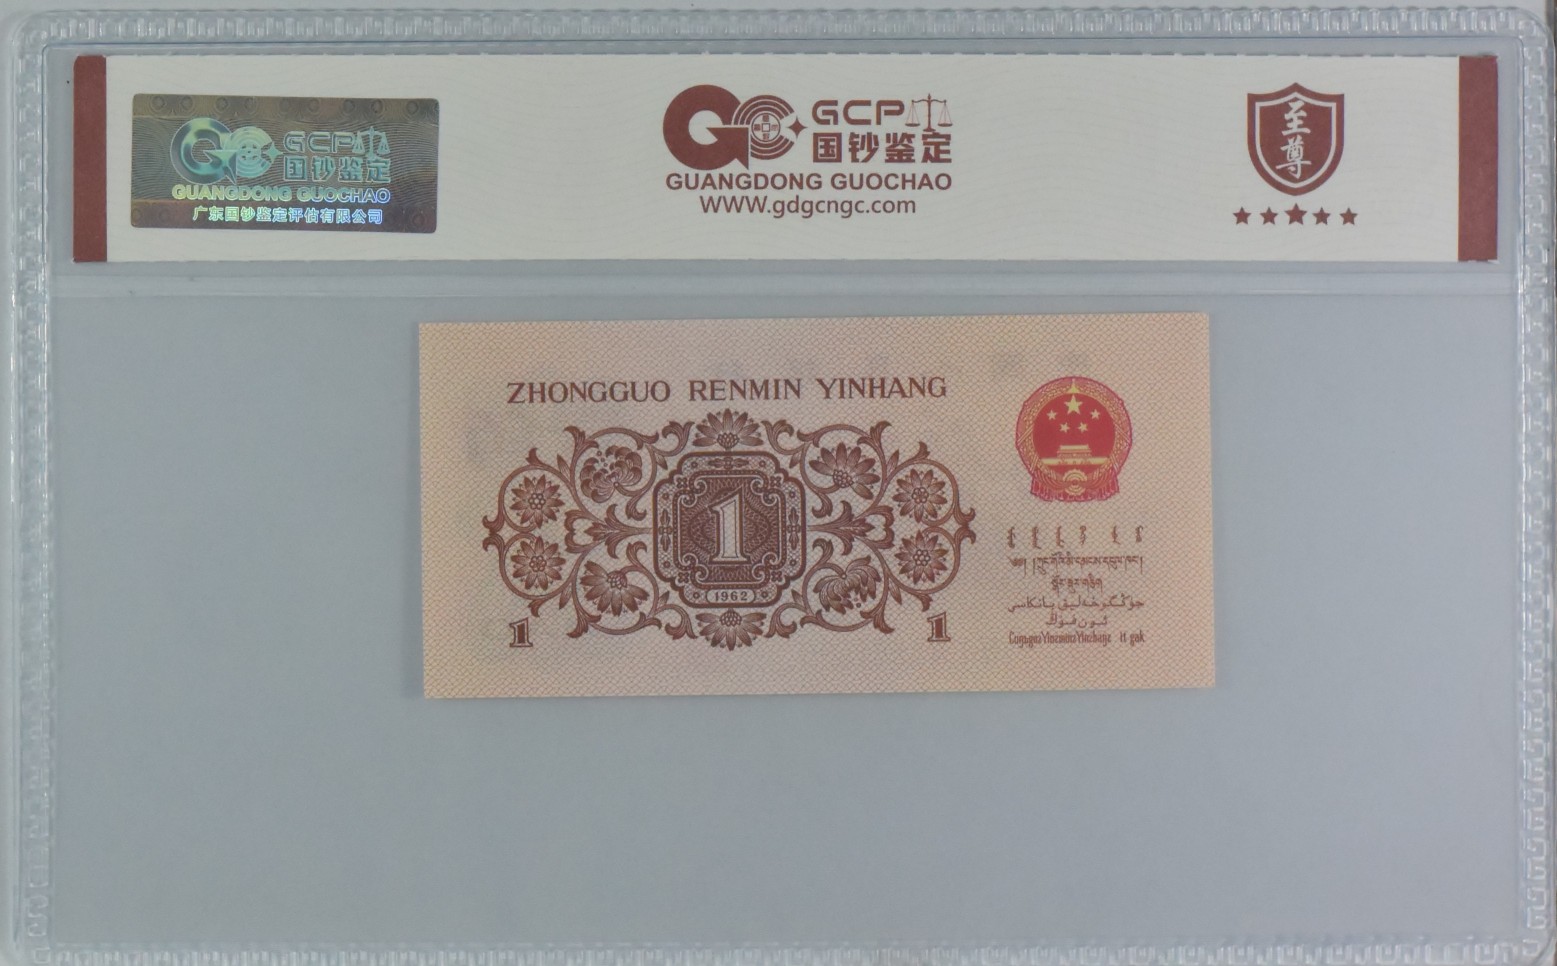 GCP
国钞鉴定
GUANGDONG GUOCHAO
广东国钞鉴定评估有限公司
GCP
国钞鉴定
GUANGDONG GUOCHAO
WWW.gdgcngc.com
至
尊
ZHONGGUO RENMIN YINHANG
1
(1962)
1
1
جۇڭگوخەلىق بانكاسى